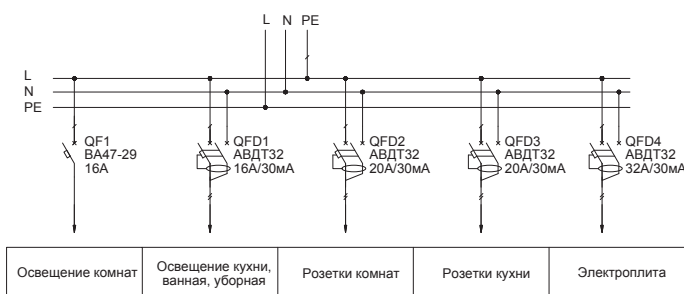 L N PE
L
N
PE
QF1
ВА47-29
16А
QFD1
АВДТ32
16А/30мА
QFD2
АВДТ32
20А/30мА
QFD3
АВДТ32
20А/30мА
QFD4
АВДТ32
32А/30мА
Освещение комнат
Освещение кухни,
ванная, уборная
Розетки комнат
Розетки кухни
Электроплита